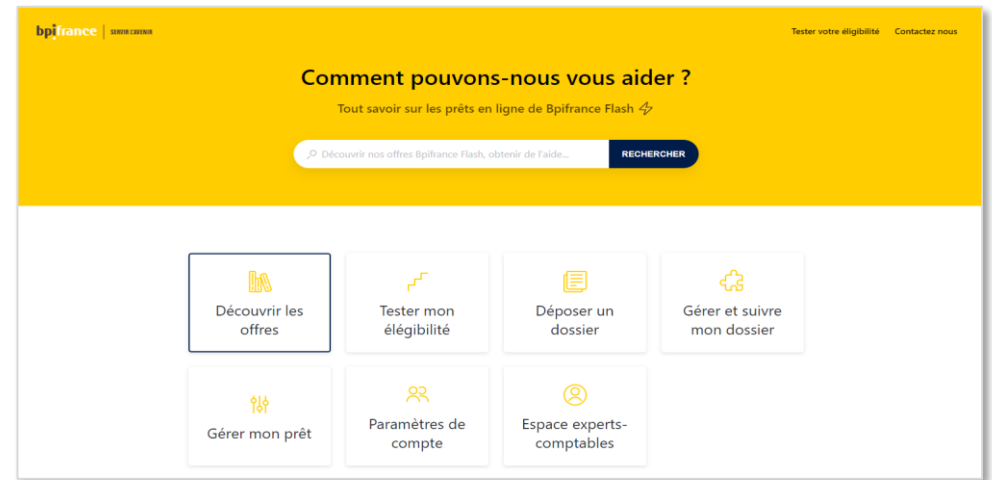 bpifrance | SERVIR L'AVENIR
Tester votre éligibilité Contactez nous
Comment pouvons-nous vous aider ?
Tout savoir sur les prêts en ligne de Bpifrance Flash
Découvrir nos offres Bpifrance Flash, obtenir de l'aide...
RECHERCHER
Découvrir les
offres
Tester mon
élégibilité
Déposer un
dossier
Gérer et suivre
mon dossier
Gérer mon prêt
Paramètres de
compte
Espace experts-
comptables